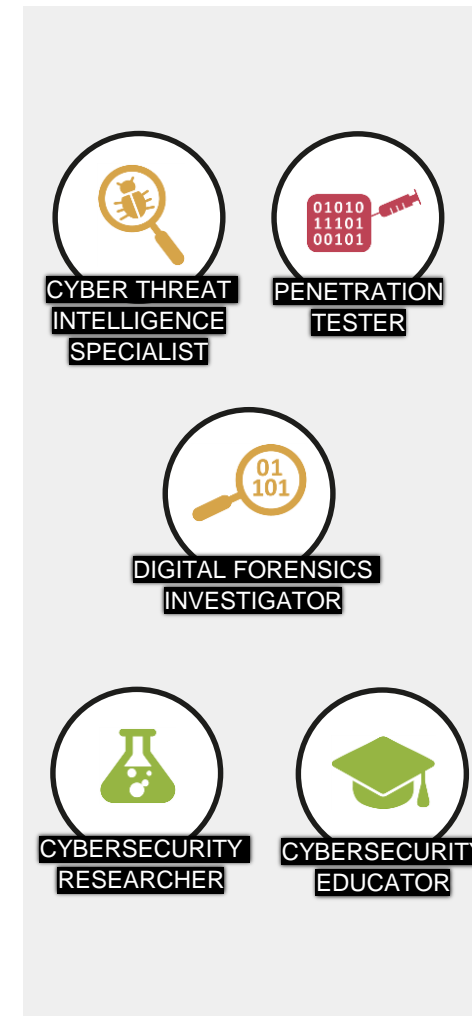 01010
11101
00101
CYBER THREAT
INTELLIGENCE
SPECIALIST
PENETRATION
TESTER
01
101
DIGITAL FORENSICS
INVESTIGATOR
CYBERSECURITY
RESEARCHER
CYBERSECURITY
EDUCATOR